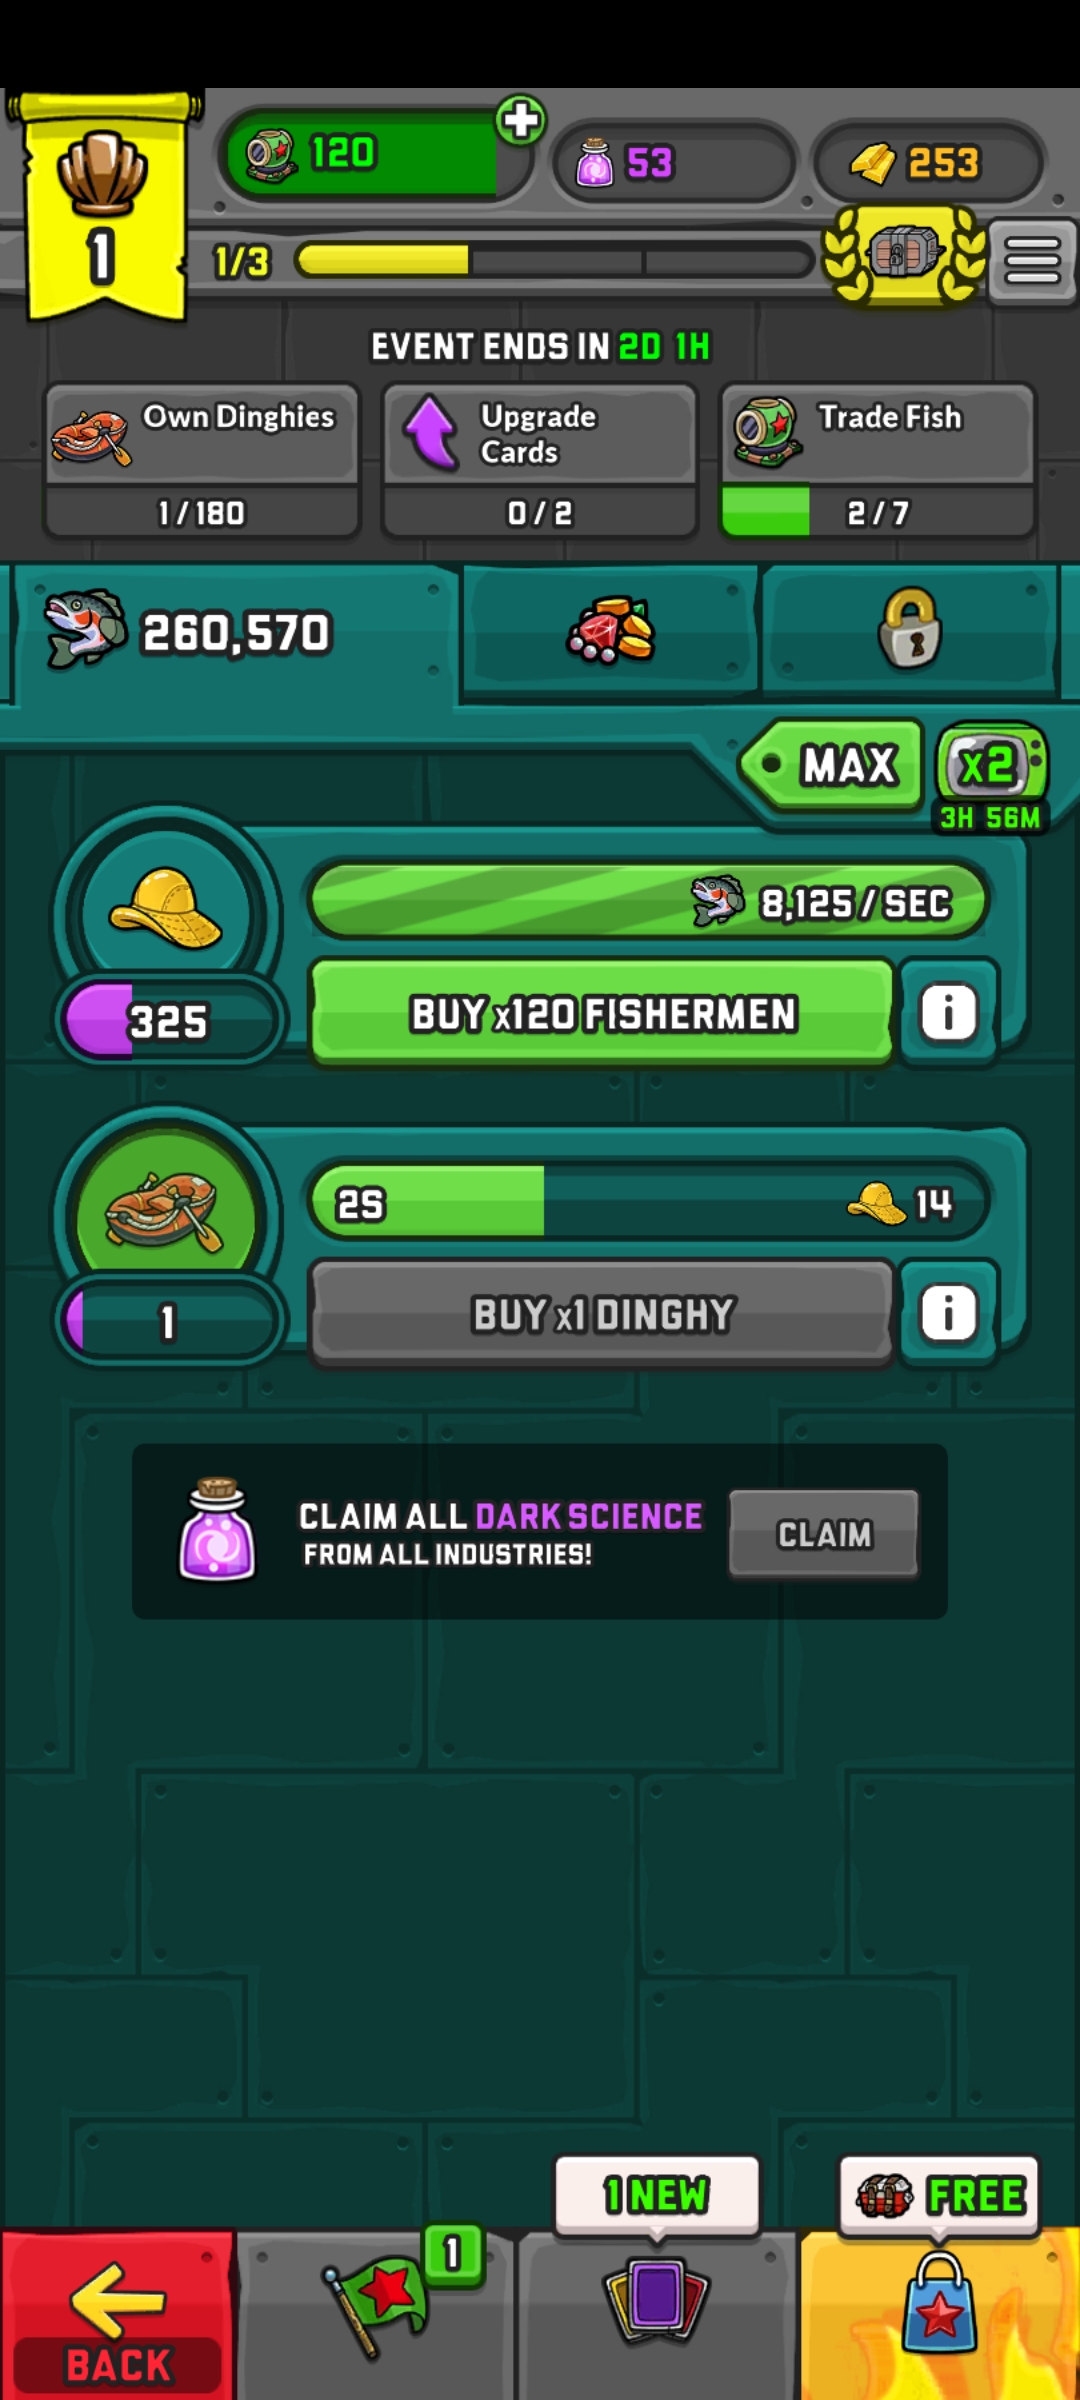 120
53
253
1
1/3
EVENT ENDS IN 2D 1H
Own Dinghies
1 / 180
Upgrade
Cards
0 / 2
Trade Fish
2 / 7
260,570
MAX
x2
3H 56M
8,125 / SEC
325
BUY x120 FISHERMEN
i
2S
14
1
BUY x1 DINGHY
i
CLAIM ALL DARK SCIENCE
FROM ALL INDUSTRIES!
CLAIM
1 NEW
FREE
1
BACK